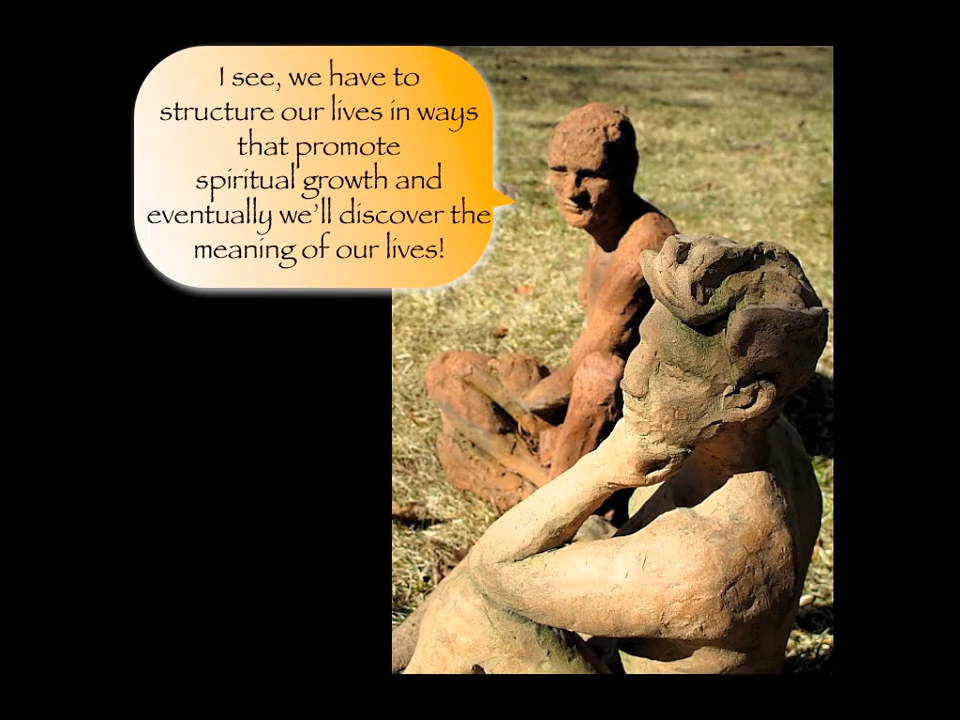 I see, we have to
structure our lives in ways
that promote
spiritual growth and
eventually we'll discover the
meaning of our lives!